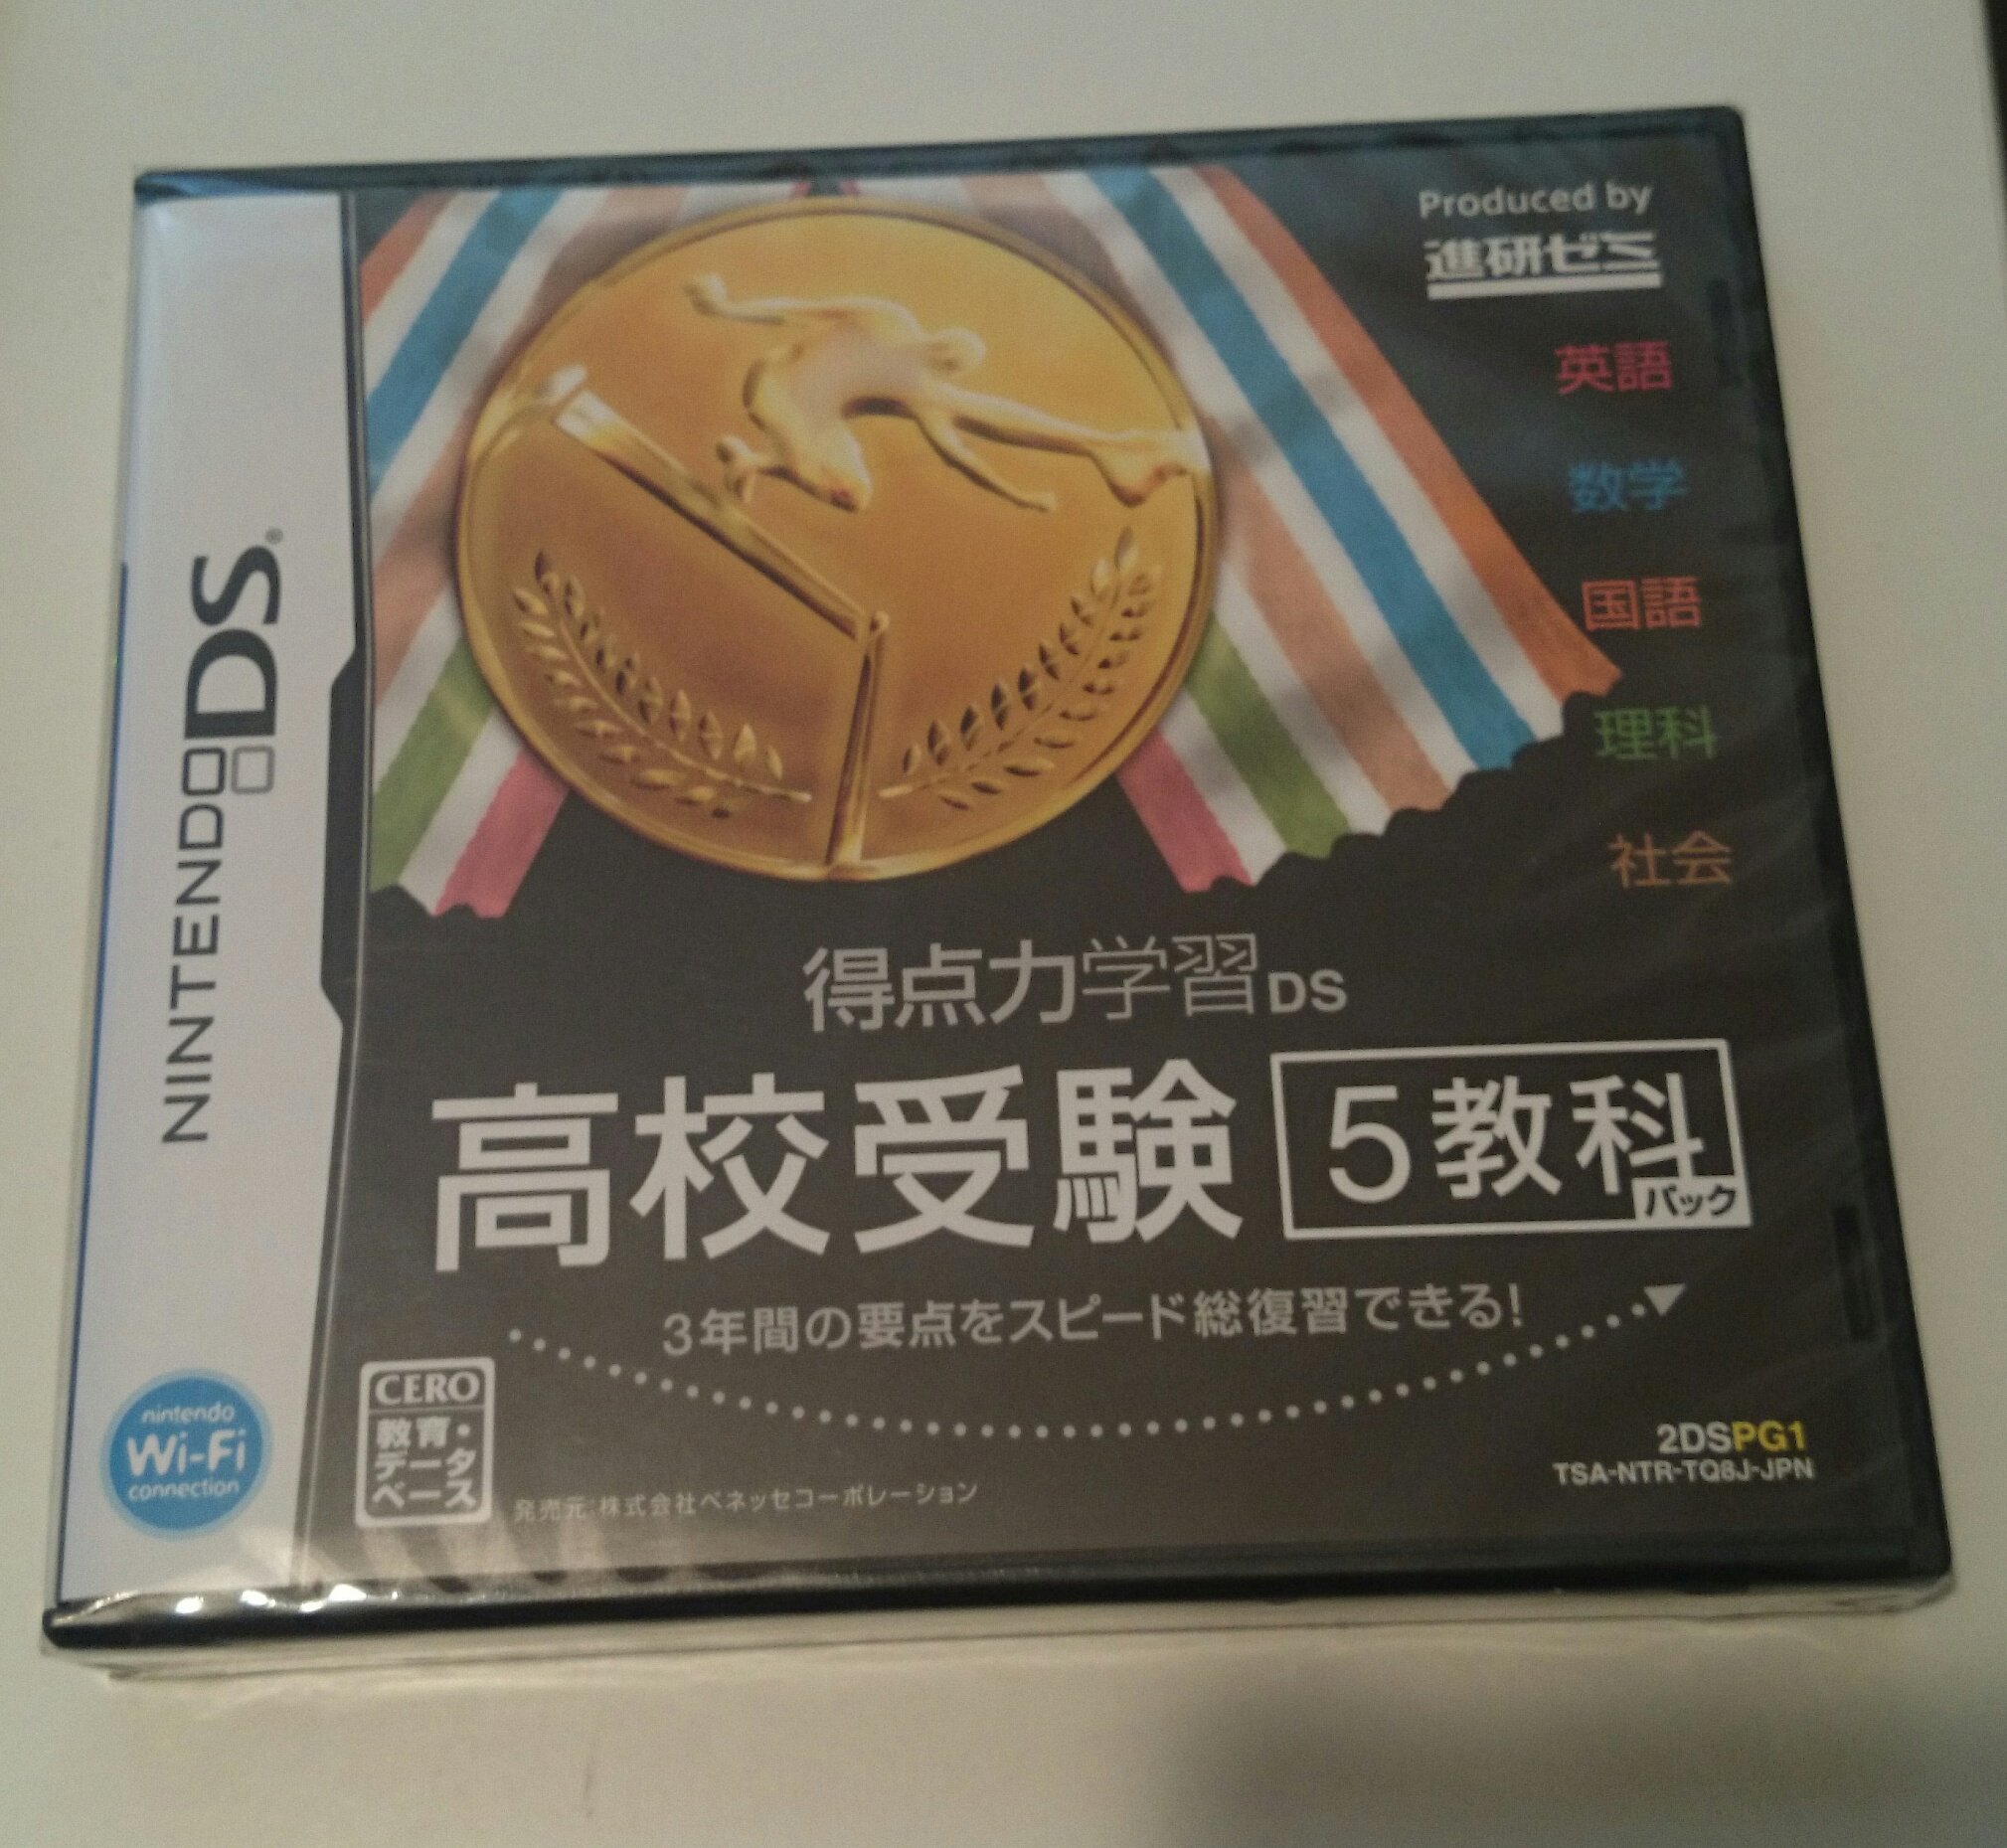 NINTENDODS
Produced by
進研ゼミ
英語
数学
国語
理科
社会
得点力学習DS
高校受験 5教科パック
3年間の要点をスピード総復習できる!
nintendo
Wi-Fi
connection
CERO
教育・
データ
ベース
発売元:株式会社ベネッセコーポレーション
2DSPG1
TSA-NTR-TQ8J-JPN